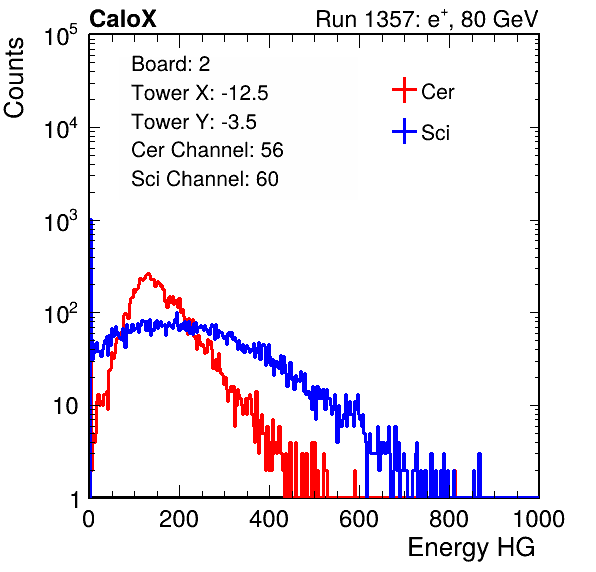 CaloX Run 1357: e⁺, 80 GeV
Counts
Board: 2
Tower X: -12.5
Tower Y: -3.5
Cer Channel: 56
Sci Channel: 60
Cer
Sci
10⁵
10⁴
10³
10²
10
1
0 200 400 600 800 1000
Energy HG